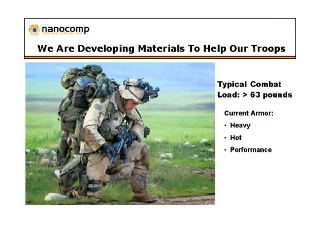 nanocomp
We Are Developing Materials To Help Our Troops
Typical Combat
Load: > 63 pounds
Current Armor:
• Heavy
• Hot
• Performance